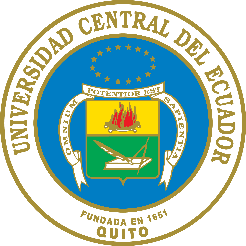 UNIVERSIDAD CENTRAL DEL ECUADOR
OMNIUM POTENTIOR EST SAPIENTIA
FUNDADA EN 1651
QUITO